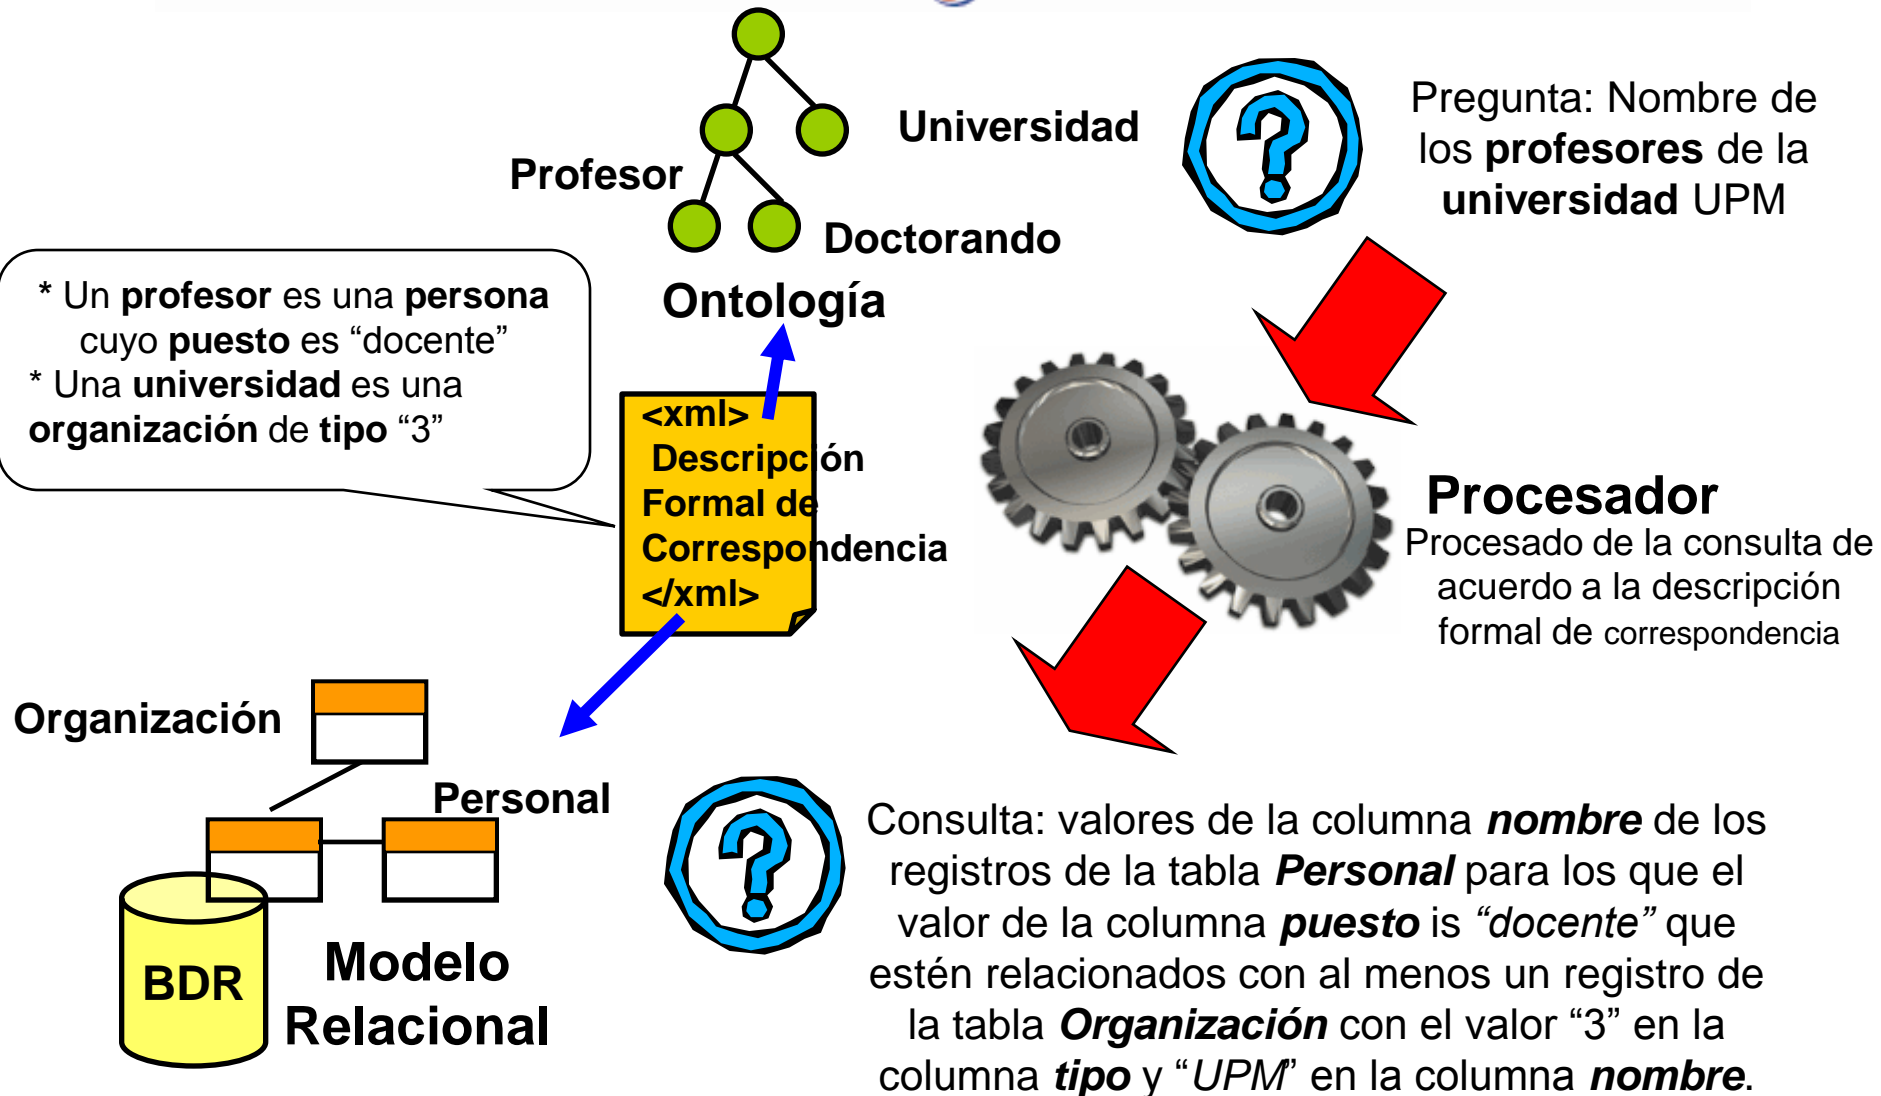 Universidad
Profesor
Doctorando
Ontología
Pregunta: Nombre de
los profesores de la
universidad UPM
* Un profesor es una persona
cuyo puesto es “docente”
* Una universidad es una
organización de tipo “3”
<xml>
Descripción
Formal de
Correspondencia
</xml>
Procesador
Procesado de la consulta de
acuerdo a la descripción
formal de correspondencia
Organización
Personal
BDR
Modelo
Relacional
Consulta: valores de la columna nombre de los
registros de la tabla Personal para los que el
valor de la columna puesto is “docente” que
estén relacionados con al menos un registro de
la tabla Organización con el valor “3” en la
columna tipo y “UPM” en la columna nombre.